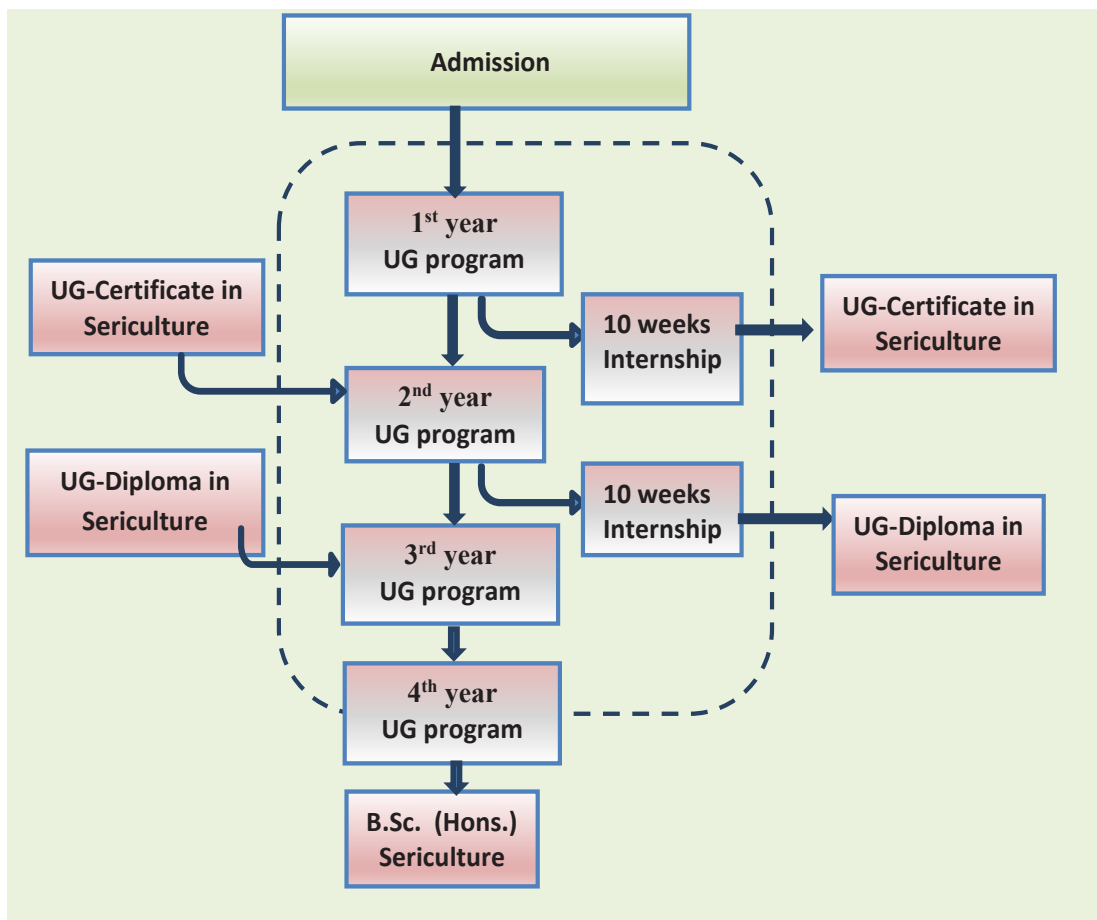 Admission
1st year
UG program
UG-Certificate in
Sericulture
10 weeks
Internship
UG-Certificate in
Sericulture
2nd year
UG program
UG-Diploma in
Sericulture
10 weeks
Internship
UG-Diploma in
Sericulture
3rd year
UG program
4th year
UG program
B.Sc. (Hons.)
Sericulture